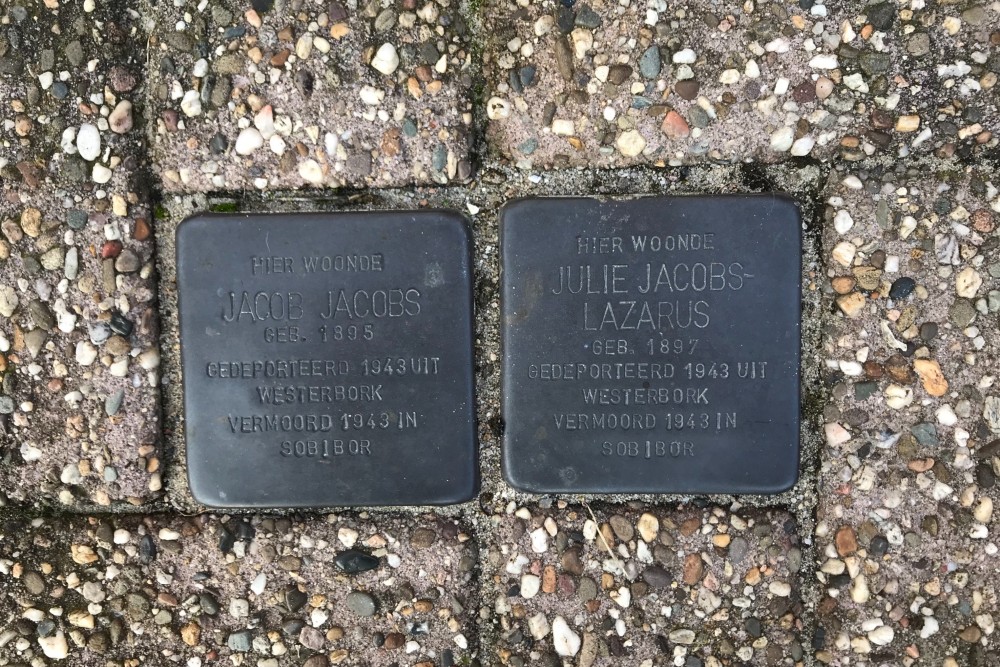 HIER WOONDE
JACOB JACOBS
GEB. 1895
GEDEPORTEERD 1943 UIT
WESTERBORK
VERMOORD 1943 IN
SOBIBOR
HIER WOONDE
JULIE JACOBS-
LAZARUS
GEB. 1897
GEDEPORTEERD 1943 UIT
WESTERBORK
VERMOORD 1943 IN
SOBIBOR